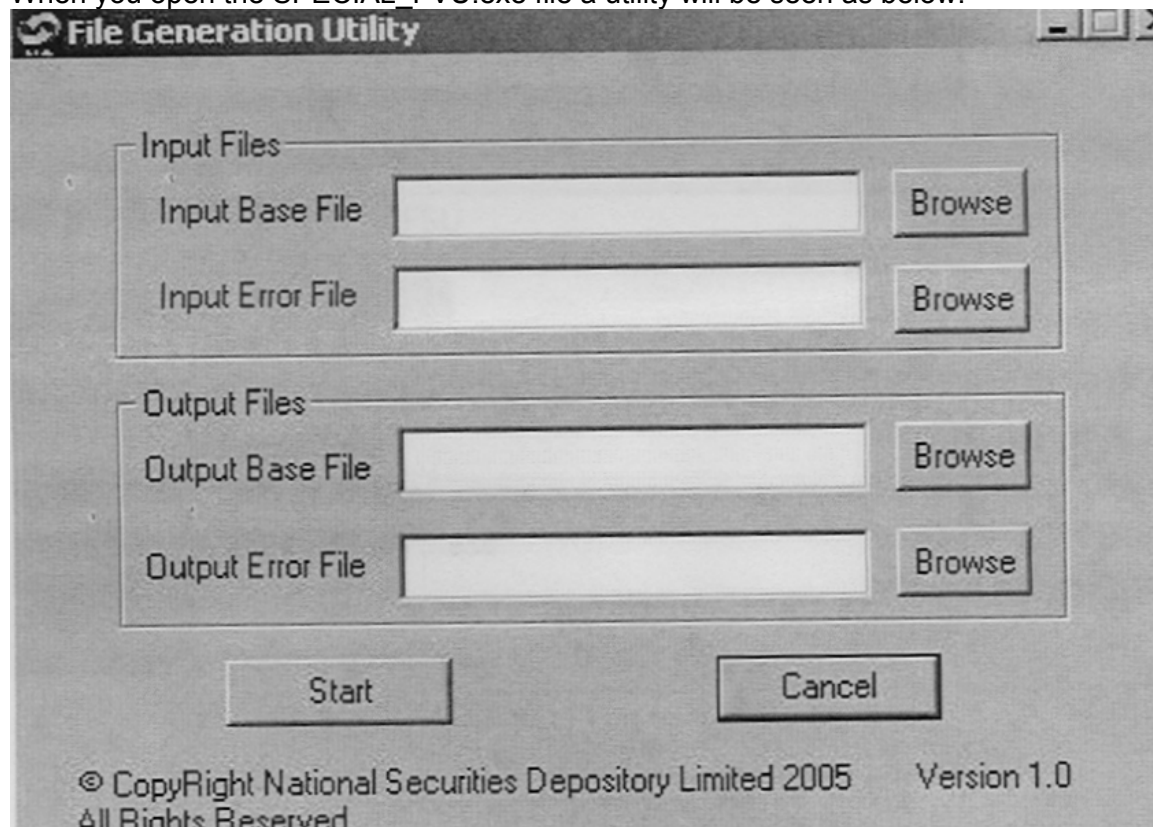 When you open the SPECIAL_FVU.exe file a utility will be seen as below:
File Generation Utility
Input Files
Input Base File Browse
Input Error File Browse
Output Files
Output Base File Browse
Output Error File Browse
Start Cancel
© CopyRight National Securities Depository Limited 2005 Version 1.0
All Rights Reserved